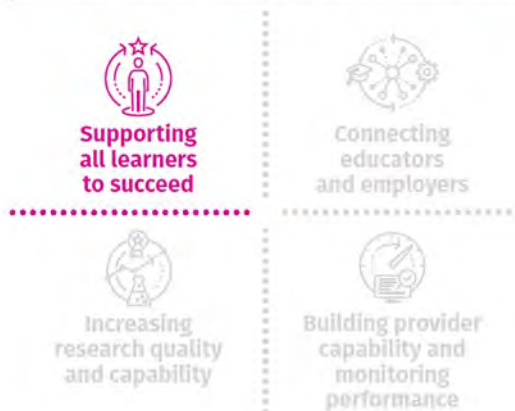 Supporting
all learners
to succeed
Connecting
educators
and employers
Increasing
research quality
and capability
Building provider
capability and
monitoring
performance